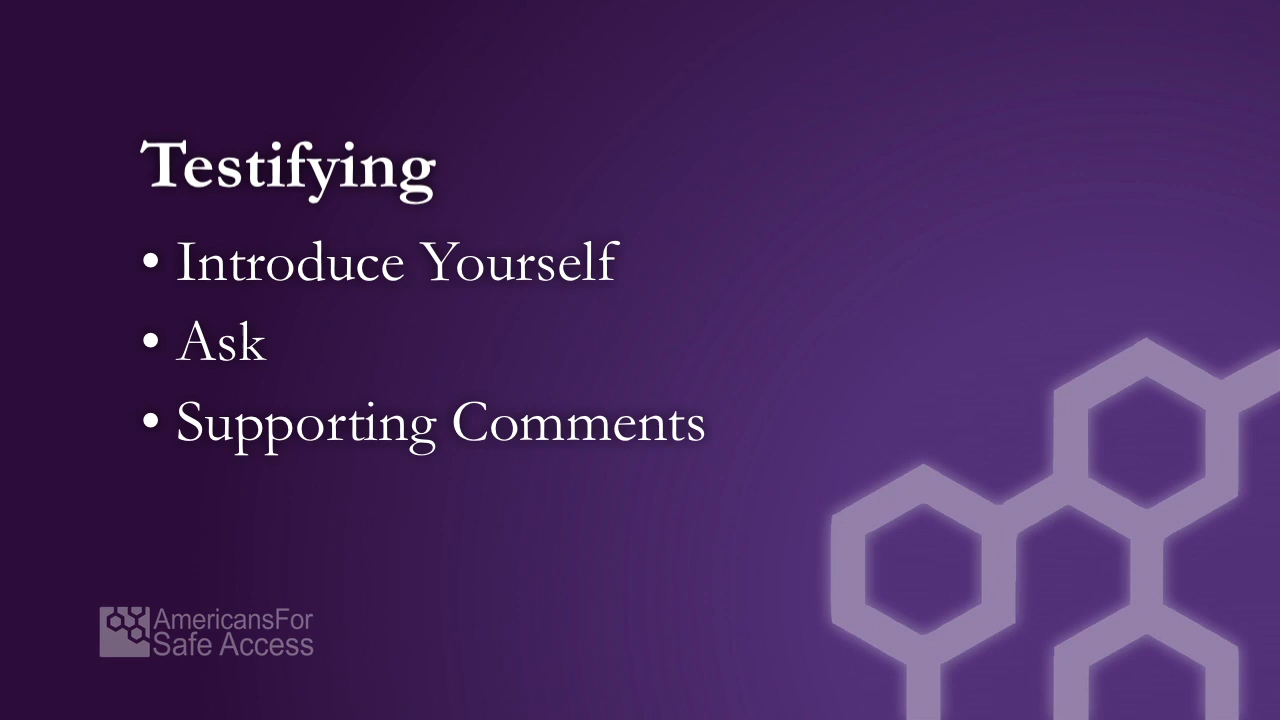 Testifying
• Introduce Yourself
• Ask
• Supporting Comments
AmericansFor
Safe Access